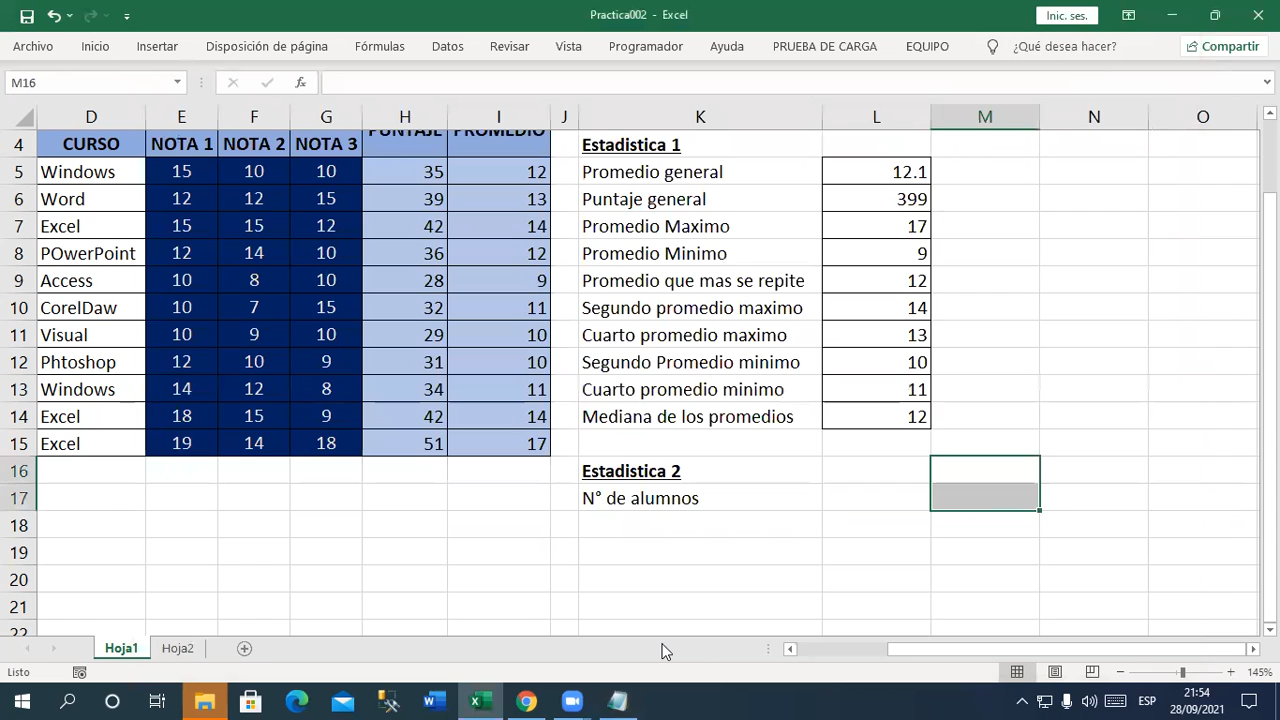 Practica002 - Excel
Inic. ses.
Archivo Inicio Insertar Disposición de página Fórmulas Datos Revisar Vista Programador Ayuda PRUEBA DE CARGA EQUIPO ¿Qué desea hacer? Compartir
M16 fx
D E F G H I J K L M N O
4 CURSO NOTA 1 NOTA 2 NOTA 3 PUNTAJE PROMEDIO Estadistica 1
5 Windows 15 10 10 35 12 Promedio general 12.1
6 Word 12 12 15 39 13 Puntaje general 399
7 Excel 15 15 12 42 14 Promedio Maximo 17
8 POwerPoint 12 14 10 36 12 Promedio Minimo 9
9 Access 10 8 10 28 9 Promedio que mas se repite 12
10 CorelDaw 10 7 15 32 11 Segundo promedio maximo 14
11 Visual 10 9 10 29 10 Cuarto promedio maximo 13
12 Phtoshop 12 10 9 31 10 Segundo Promedio minimo 10
13 Windows 14 12 8 34 11 Cuarto promedio minimo 11
14 Excel 18 15 9 42 14 Mediana de los promedios 12
15 Excel 19 14 18 51 17
16 Estadistica 2
17 N° de alumnos
18
19
20
21
22
Hoja1 Hoja2
Listo 145%
ESP 21:54
28/09/2021